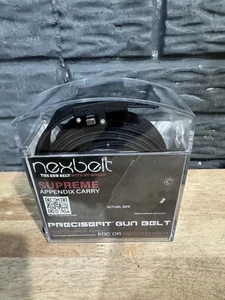 nexbelt
THE GUN BELT WITH NO HOLES
SUPREME
APPENDIX CARRY
ACTUAL SIZE
PRECISEFIT GUN BELT
EDC OR